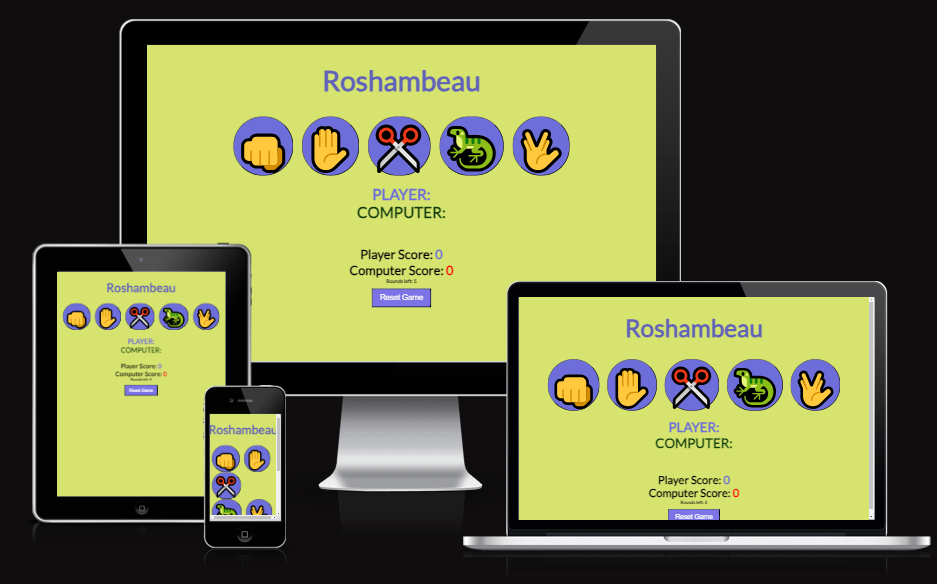 Roshambeau
PLAYER:
COMPUTER:
Player Score: 0
Computer Score: 0
Rounds left: 5
Reset Game
Roshambeau
PLAYER:
COMPUTER:
Player Score: 0
Computer Score: 0
Rounds left: 5
Reset Game
Roshambeau
Roshambeau
PLAYER:
COMPUTER:
Player Score: 0
Computer Score: 0
Rounds left: 5
Reset Game